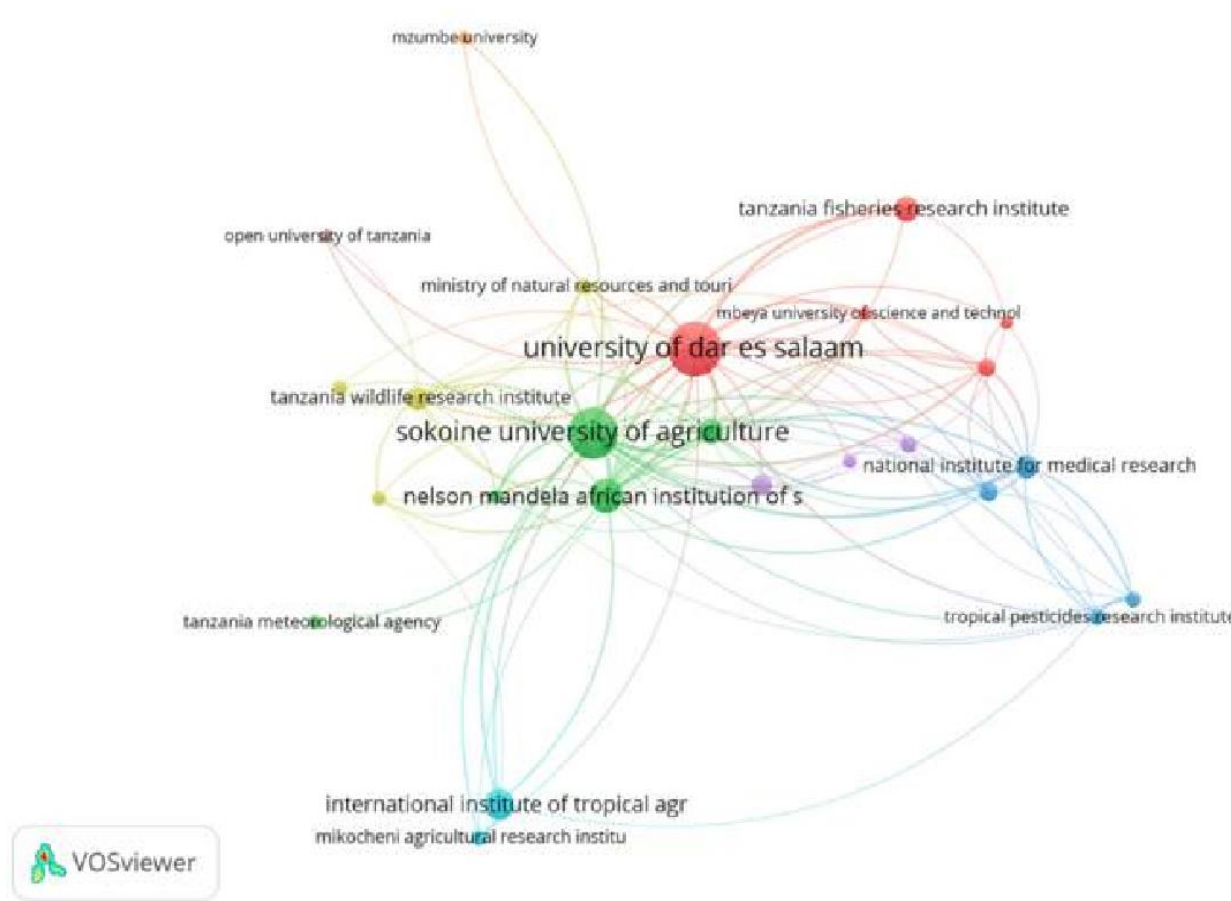 mzumbe university
tanzania fisheries research institute
open university of tanzania
ministry of natural resources and touri
mbeya university of science and technol
university of dar es salaam
tanzania wildlife research institute
sokoine university of agriculture
national institute for medical research
nelson mandela african institution of s
tropical pesticides research institute
tanzania meteorological agency
international institute of tropical agr
mikocheni agricultural research institu
VOSviewer